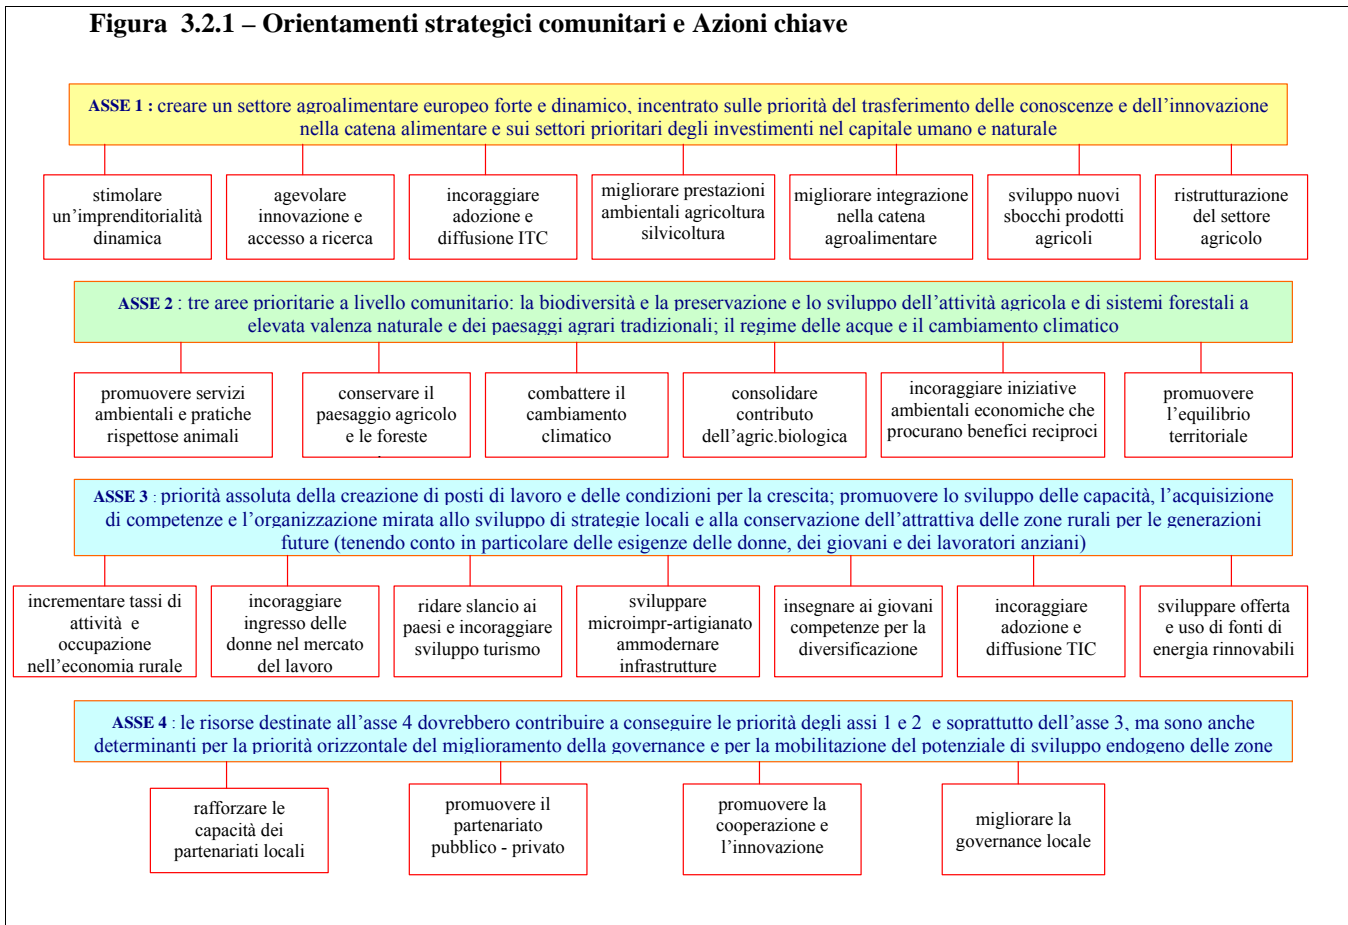 Figura 3.2.1 – Orientamenti strategici comunitari e Azioni chiave
ASSE 1 : creare un settore agroalimentare europeo forte e dinamico, incentrato sulle priorità del trasferimento delle conoscenze e dell’innovazione
nella catena alimentare e sui settori prioritari degli investimenti nel capitale umano e naturale
stimolare
un’imprenditorialità
dinamica
agevolare
innovazione e
accesso a ricerca
incoraggiare
adozione e
diffusione ITC
migliorare prestazioni
ambientali agricoltura
silvicoltura
migliorare integrazione
nella catena
agroalimentare
sviluppo nuovi
sbocchi prodotti
agricoli
ristrutturazione
del settore
agricolo
ASSE 2 : tre aree prioritarie a livello comunitario: la biodiversità e la preservazione e lo sviluppo dell’attività agricola e di sistemi forestali a
elevata valenza naturale e dei paesaggi agrari tradizionali; il regime delle acque e il cambiamento climatico
promuovere servizi
ambientali e pratiche
rispettose animali
conservare il
paesaggio agricolo
e le foreste
combattere il
cambiamento
climatico
consolidare
contributo
dell’agric.biologica
incoraggiare iniziative
ambientali economiche che
procurano benefici reciproci
promuovere
l’equilibrio
territoriale
ASSE 3 : priorità assoluta della creazione di posti di lavoro e delle condizioni per la crescita; promuovere lo sviluppo delle capacità, l’acquisizione
di competenze e l’organizzazione mirata allo sviluppo di strategie locali e alla conservazione dell’attrattiva delle zone rurali per le generazioni
future (tenendo conto in particolare delle esigenze delle donne, dei giovani e dei lavoratori anziani)
incrementare tassi di
attività e
occupazione
nell’economia rurale
incoraggiare
ingresso delle
donne nel mercato
del lavoro
ridare slancio ai
paesi e incoraggiare
sviluppo turismo
sviluppare
microimpr-artigianato
ammodernare
infrastrutture
insegnare ai giovani
competenze per la
diversificazione
incoraggiare
adozione e
diffusione TIC
sviluppare offerta
e uso di fonti di
energia rinnovabili
ASSE 4 : le risorse destinate all’asse 4 dovrebbero contribuire a conseguire le priorità degli assi 1 e 2 e soprattutto dell’asse 3, ma sono anche
determinanti per la priorità orizzontale del miglioramento della governance e per la mobilitazione del potenziale di sviluppo endogeno delle zone
rafforzare le
capacità dei
partenariati locali
promuovere il
partenariato
pubblico - privato
promuovere la
cooperazione e
l’innovazione
migliorare la
governance locale